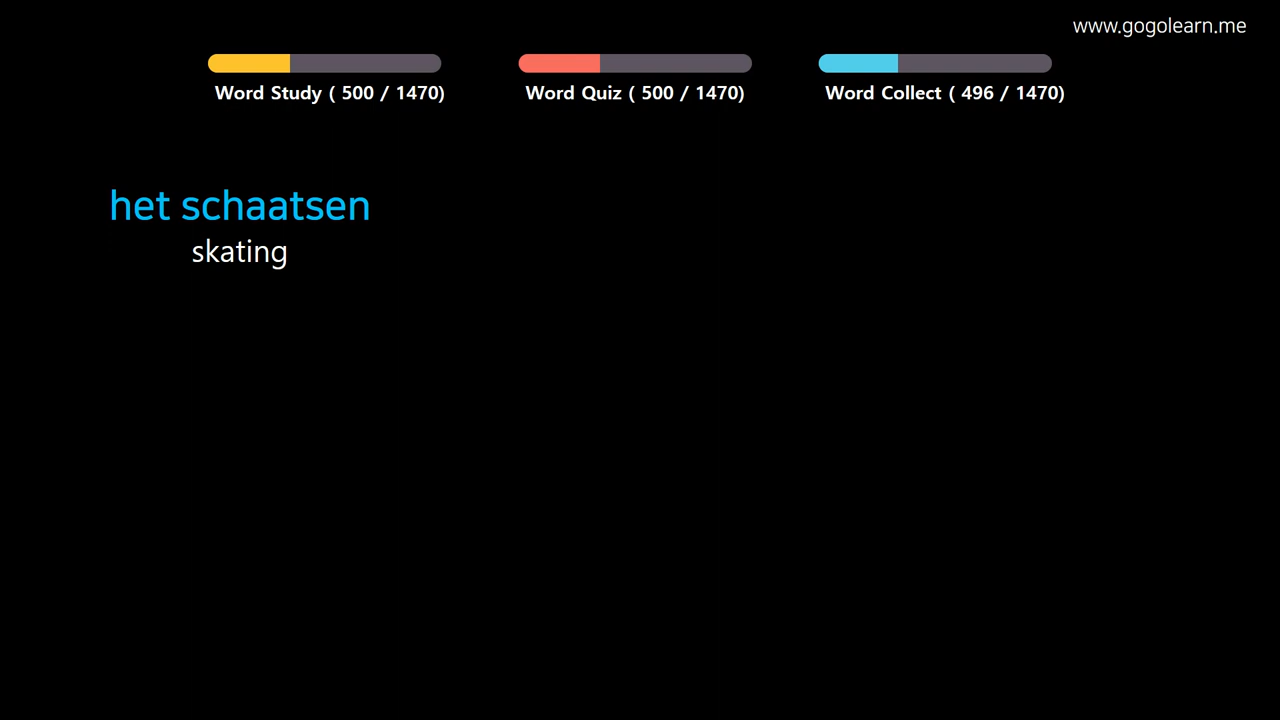 www.gogolearn.me
Word Study ( 500 / 1470)
Word Quiz ( 500 / 1470)
Word Collect ( 496 / 1470)
het schaatsen
skating